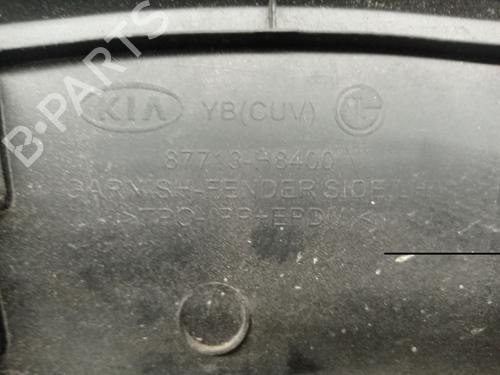 KIA YB(CUV)
87713-H8400
GARNISH-FENDER SIDE, LH
>TPO-(PP+EPDM)<
B-PARTS